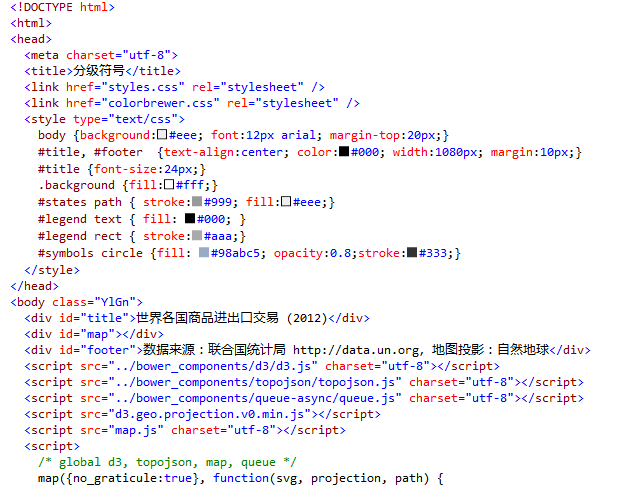 <!DOCTYPE html>
<html>
<head>
<meta charset="utf-8">
<title>分级符号</title>
<link href="styles.css" rel="stylesheet" />
<link href="colorbrewer.css" rel="stylesheet" />
<style type="text/css">
body {background:#eee; font:12px arial; margin-top:20px;}
#title, #footer  {text-align:center; color:#000; width:1080px; margin:10px;}
#title {font-size:24px;}
.background {fill:#fff;}
#states path { stroke:#999; fill:#eee;}
#legend text { fill: #000; }
#legend rect { stroke:#aaa;}
#symbols circle {fill: #98abc5; opacity:0.8;stroke:#333;}
</style>
</head>
<body class="YlGn">
<div id="title">世界各国商品进出口交易 (2012)</div>
<div id="map"></div>
<div id="footer">数据来源：联合国统计局 http://data.un.org, 地图投影：自然地球</div>
<script src="../bower_components/d3/d3.js" charset="utf-8"></script>
<script src="../bower_components/topojson/topojson.js" charset="utf-8"></script>
<script src="../bower_components/queue-async/queue.js" charset="utf-8"></script>
<script src="d3.geo.projection.v0.min.js"></script>
<script src="map.js" charset="utf-8"></script>
<script>
/* global d3, topojson, map, queue */
map({no_graticule:true}, function(svg, projection, path) {